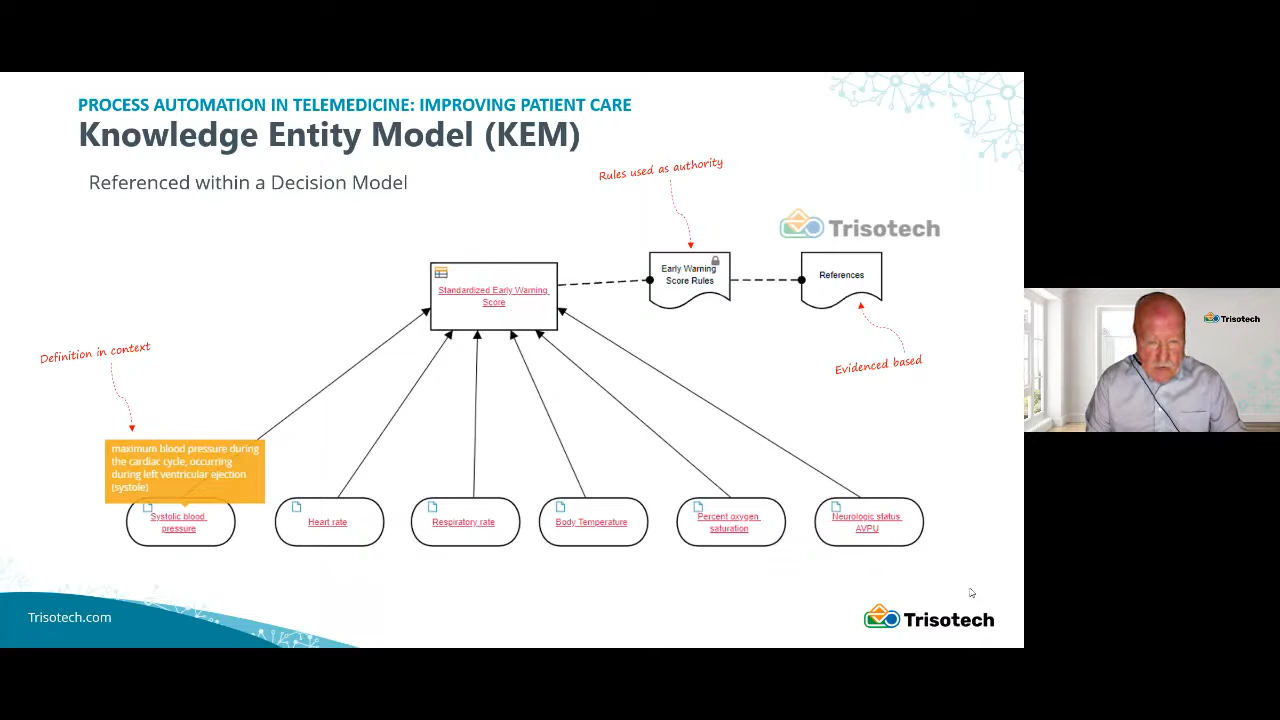 PROCESS AUTOMATION IN TELEMEDICINE: IMPROVING PATIENT CARE
Knowledge Entity Model (KEM)
Referenced within a Decision Model
Rules used as authority
Trisotech
Early Warning
Score Rules
References
Standardized Early Warning
Score
Trisotech
Definition in context
Evidenced based
maximum blood pressure during
the cardiac cycle, occurring
during left ventricular ejection
(systole)
Systolic blood
pressure
Heart rate
Respiratory rate
Body Temperature
Percent oxygen
saturation
Neurologic status
AVPU
Trisotech.com
Trisotech